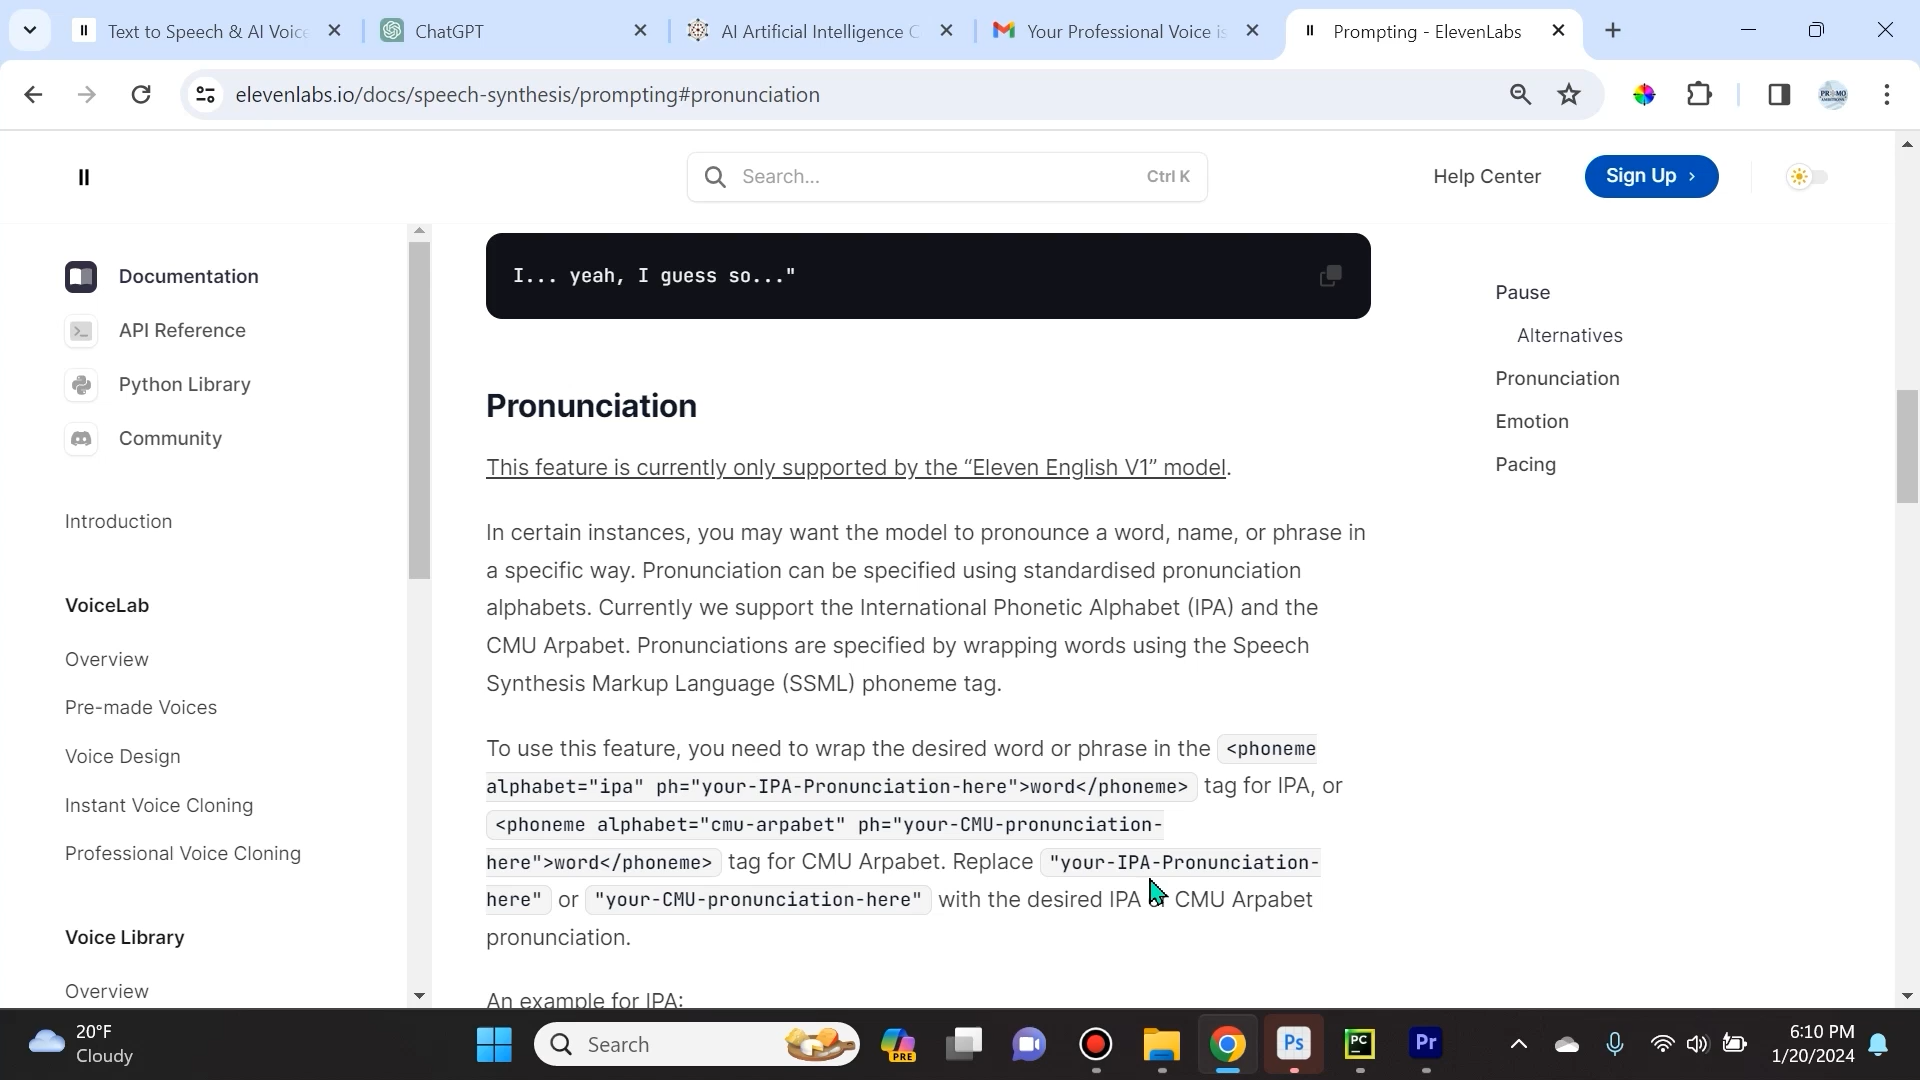 Text to Speech & AI Voice
ChatGPT
AI Artificial Intelligence C
Your Professional Voice is
Prompting - ElevenLabs
elevenlabs.io/docs/speech-synthesis/prompting#pronunciation
Search...
Ctrl K
Help Center
Sign Up
Documentation
API Reference
Python Library
Community
Introduction
VoiceLab
Overview
Pre-made Voices
Voice Design
Instant Voice Cloning
Professional Voice Cloning
Voice Library
Overview
I... yeah, I guess so..."
Pronunciation
This feature is currently only supported by the “Eleven English V1” model.
In certain instances, you may want the model to pronounce a word, name, or phrase in
a specific way. Pronunciation can be specified using standardised pronunciation
alphabets. Currently we support the International Phonetic Alphabet (IPA) and the
CMU Arpabet. Pronunciations are specified by wrapping words using the Speech
Synthesis Markup Language (SSML) phoneme tag.
To use this feature, you need to wrap the desired word or phrase in the <phoneme
alphabet="ipa" ph="your-IPA-Pronunciation-here">word</phoneme> tag for IPA, or
<phoneme alphabet="cmu-arpabet" ph="your-CMU-pronunciation-
here">word</phoneme> tag for CMU Arpabet. Replace "your-IPA-Pronunciation-
here" or "your-CMU-pronunciation-here" with the desired IPA or CMU Arpabet
pronunciation.
An example for IPA:
Pause
Alternatives
Pronunciation
Emotion
Pacing
20°F
Cloudy
Search
PRE
Ps
PC
Pr
6:10 PM
1/20/2024